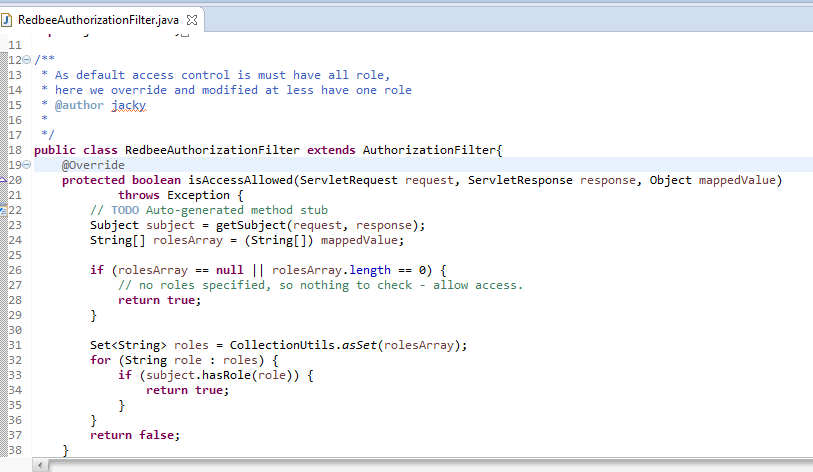 RedbeeAuthorizationFilter.java
11
12 /**
13 * As default access control is must have all role,
14 * here we override and modified at less have one role
15 * @author jacky
16 *
17 */
18 public class RedbeeAuthorizationFilter extends AuthorizationFilter{
19 @Override
20 protected boolean isAccessAllowed(ServletRequest request, ServletResponse response, Object mappedValue)
21 throws Exception {
22 // TODO Auto-generated method stub
23 Subject subject = getSubject(request, response);
24 String[] rolesArray = (String[]) mappedValue;
25
26 if (rolesArray == null || rolesArray.length == 0) {
27 // no roles specified, so nothing to check - allow access.
28 return true;
29 }
30
31 Set<String> roles = CollectionUtils.asSet(rolesArray);
32 for (String role : roles) {
33 if (subject.hasRole(role)) {
34 return true;
35 }
36 }
37 return false;
38 }